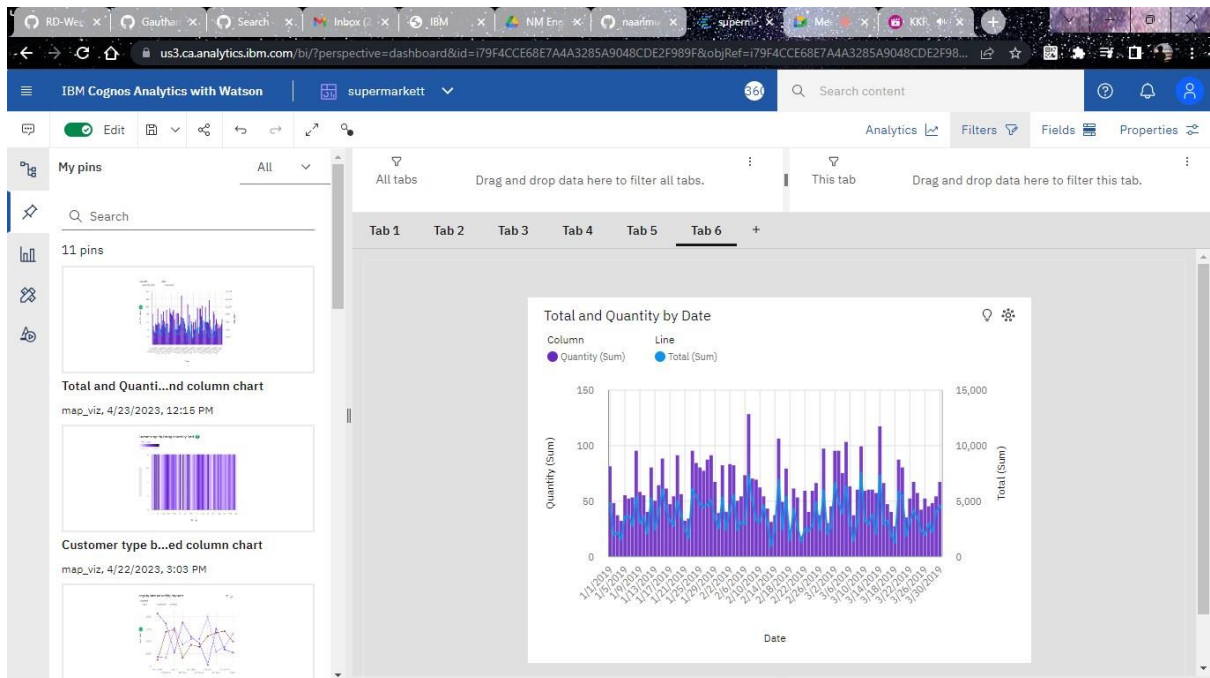 RD-Wec
Gauthar
Search
Inbox (2
IBM
NM Eng
naarimu
superm
Me
KKR
us3.ca.analytics.ibm.com/bi/?perspective=dashboard&id=i79F4CCE68E7A4A3285A9048CDE2F989F&objRef=i79F4CCE68E7A4A3285A9048CDE2F98...
IBM Cognos Analytics with Watson
supermarkett
360
Search content
Edit
Analytics
Filters
Fields
Properties
My pins
All
Search
11 pins
Total and Quanti...nd column chart
map_viz, 4/23/2023, 12:15 PM
Customer type b...ed column chart
map_viz, 4/22/2023, 3:03 PM
All tabs
Drag and drop data here to filter all tabs.
This tab
Drag and drop data here to filter this tab.
Tab 1
Tab 2
Tab 3
Tab 4
Tab 5
Tab 6
+
Total and Quantity by Date
Column
Line
Quantity (Sum)
Total (Sum)
150
100
50
0
Quantity (Sum)
15,000
10,000
5,000
0
Total (Sum)
1/1/2019
1/5/2019
1/9/2019
1/13/2019
1/17/2019
1/21/2019
1/25/2019
1/29/2019
2/2/2019
2/6/2019
2/10/2019
2/14/2019
2/18/2019
2/22/2019
2/26/2019
3/2/2019
3/6/2019
3/10/2019
3/14/2019
3/18/2019
3/22/2019
3/26/2019
3/30/2019
Date